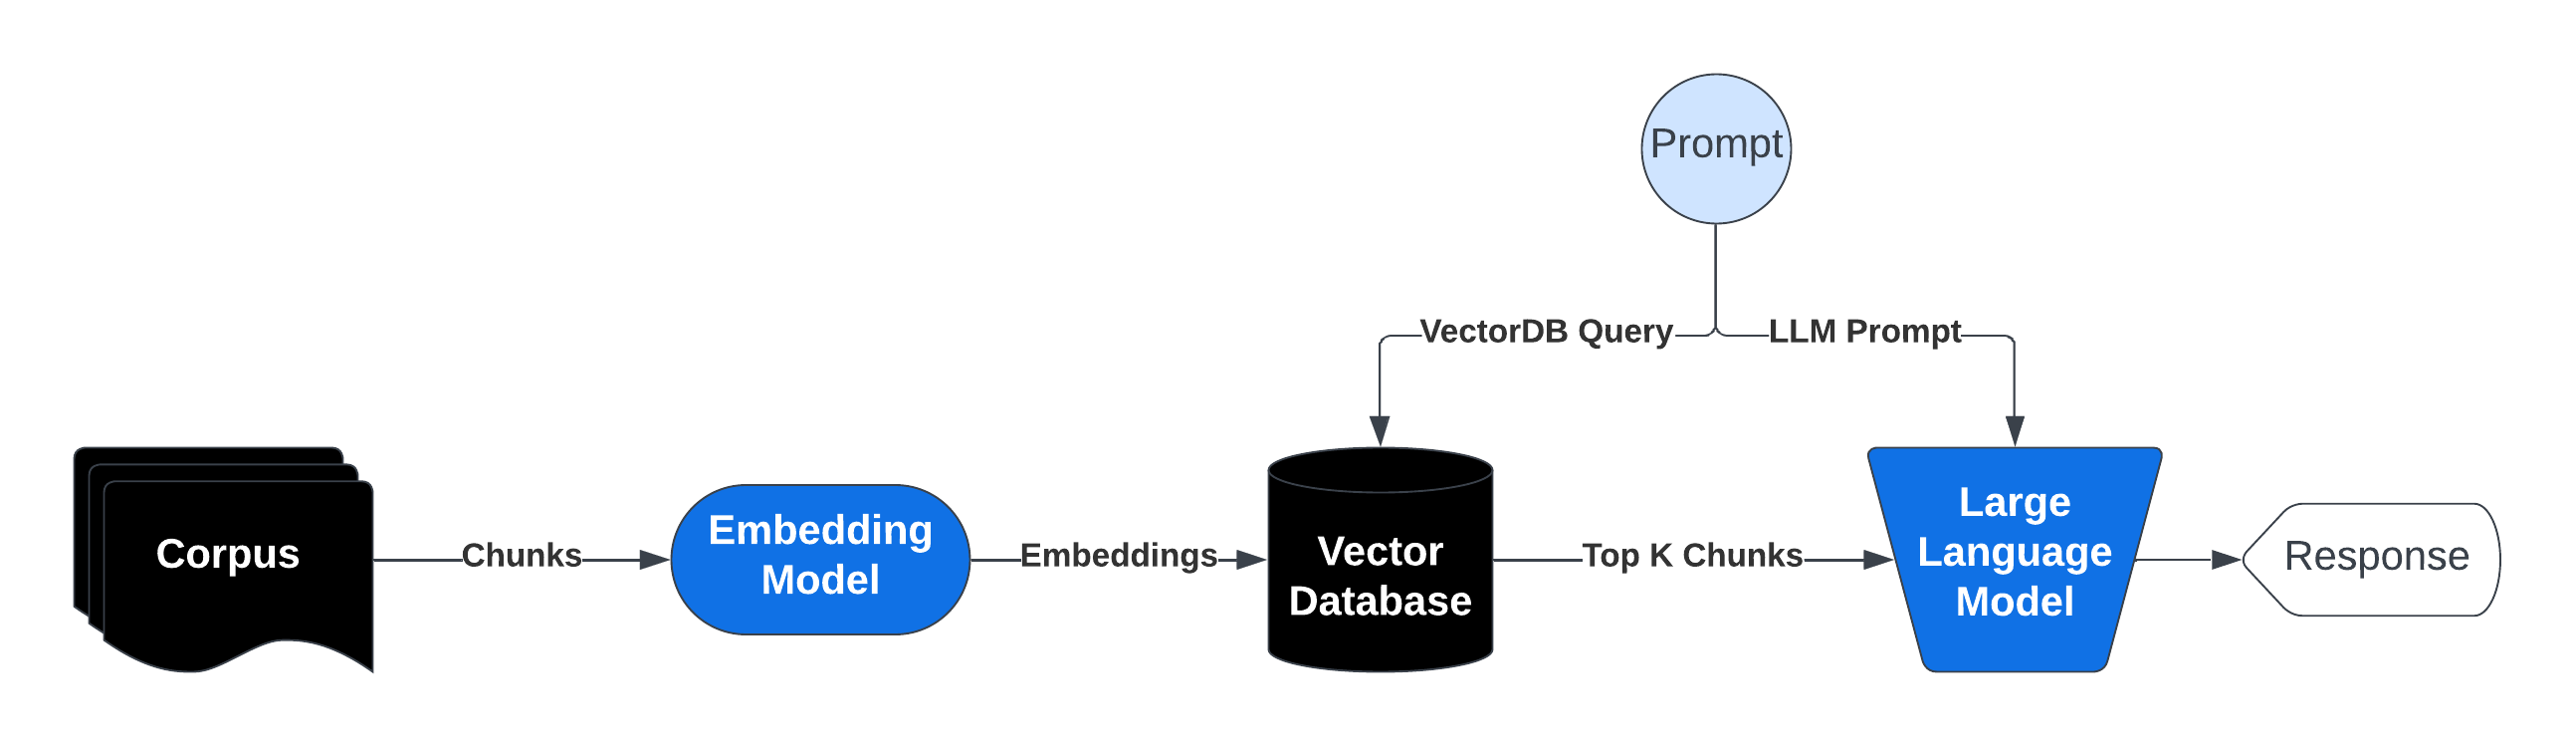 Prompt
VectorDB Query
LLM Prompt
Corpus
Chunks
Embedding
Model
Embeddings
Vector
Database
Top K Chunks
Large
Language
Model
Response